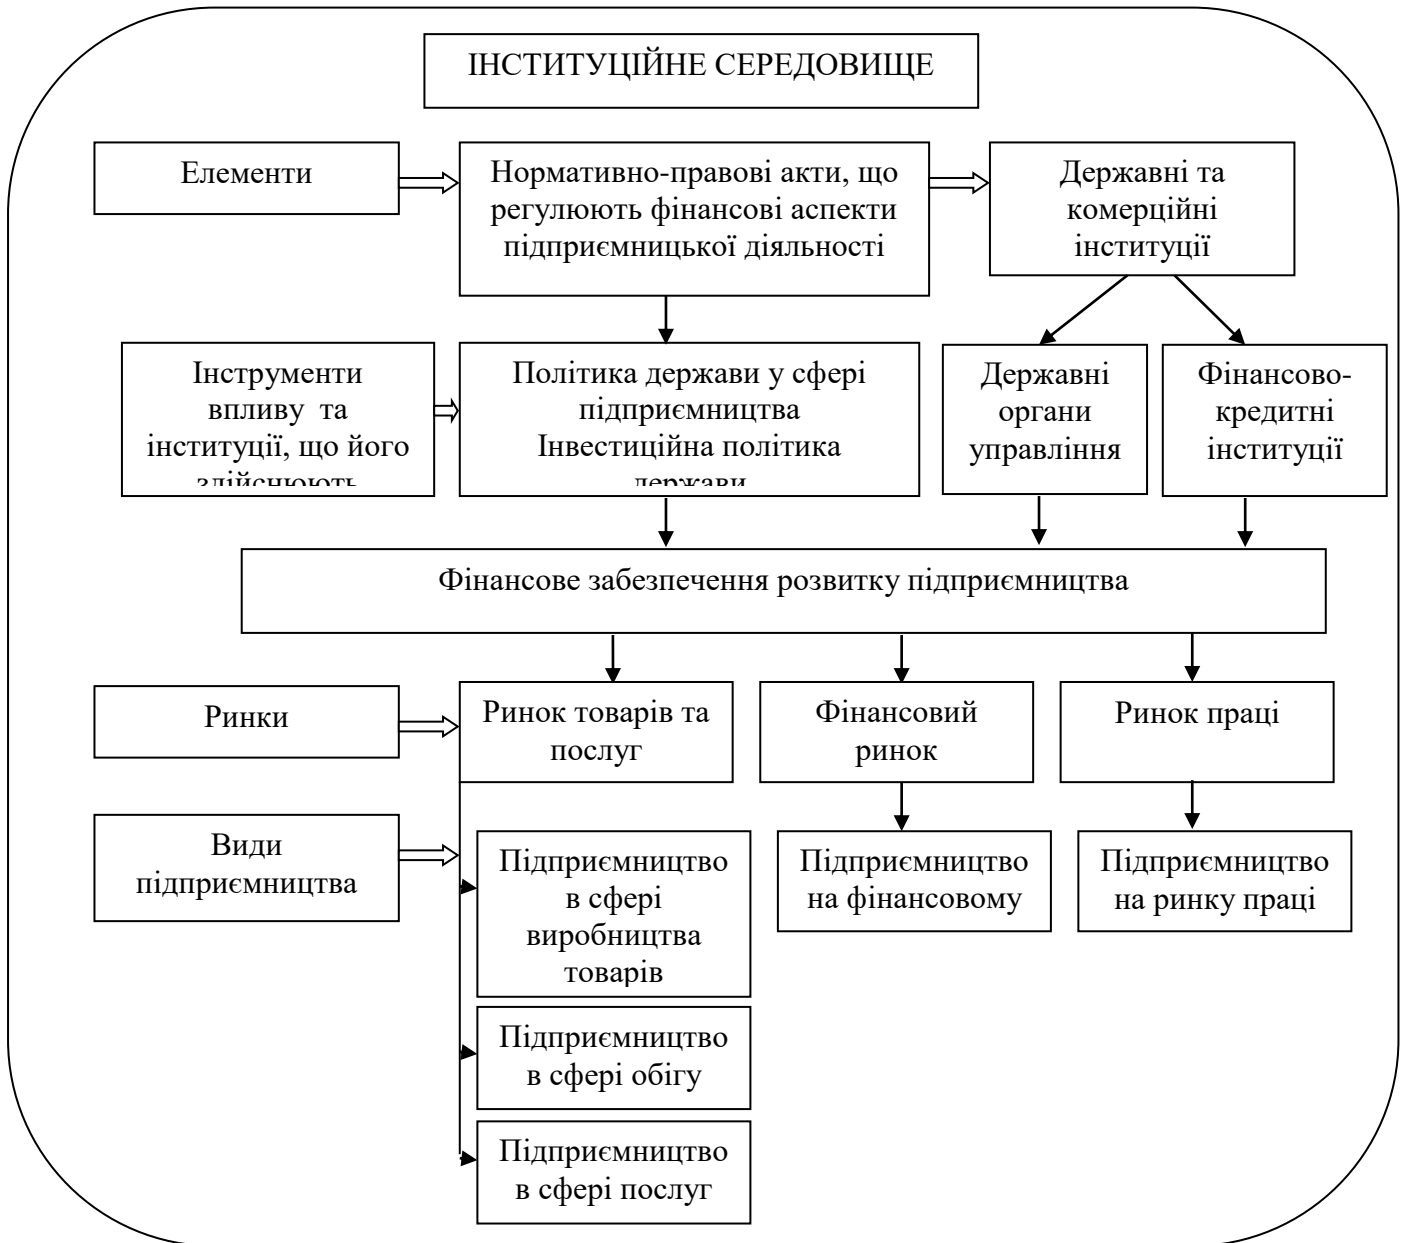 ІНСТИТУЦІЙНЕ СЕРЕДОВИЩЕ
Елементи
Нормативно-правові акти, що
регулюють фінансові аспекти
підприємницької діяльності
Державні та
комерційні
інституції
Інструменти
впливу та
інституції, що його
здійснюють
Політика держави у сфері
підприємництва
Інвестиційна політика
держави
Державні
органи
управління
Фінансово-
кредитні
інституції
Фінансове забезпечення розвитку підприємництва
Ринки
Ринок товарів та
послуг
Фінансовий
ринок
Ринок праці
Види
підприємництва
Підприємництво
в сфері
виробництва
товарів
Підприємництво
на фінансовому
Підприємництво
на ринку праці
Підприємництво
в сфері обігу
Підприємництво
в сфері послуг